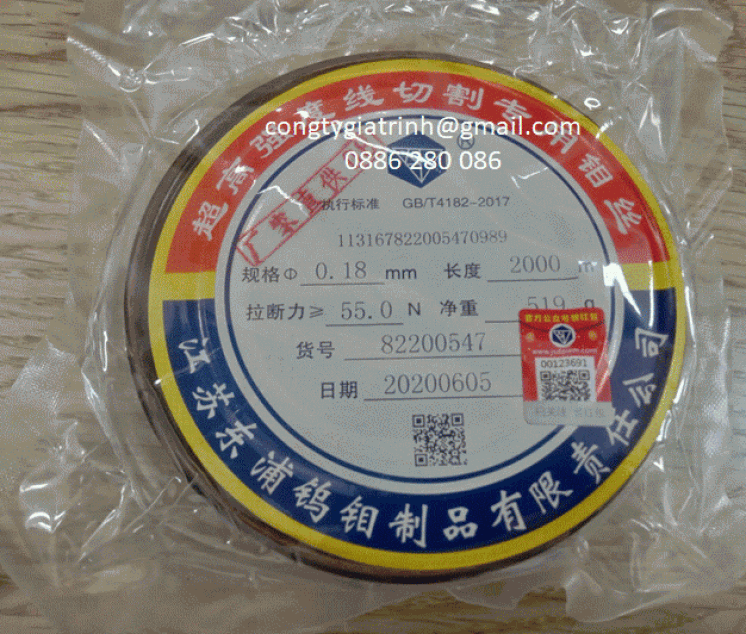 超高强度线切割专用钼丝
congtygiatrinh@gmail.com
®
0886 280 086
厂家直供
执行标准 GB/T4182-2017
113167822005470989
规格Φ 0.18 mm 长度 2000 m
拉断力≥ 55.0 N 净重 519 g
货号 82200547
日期 20200605
00123691
江苏东浦钨钼制品有限责任公司